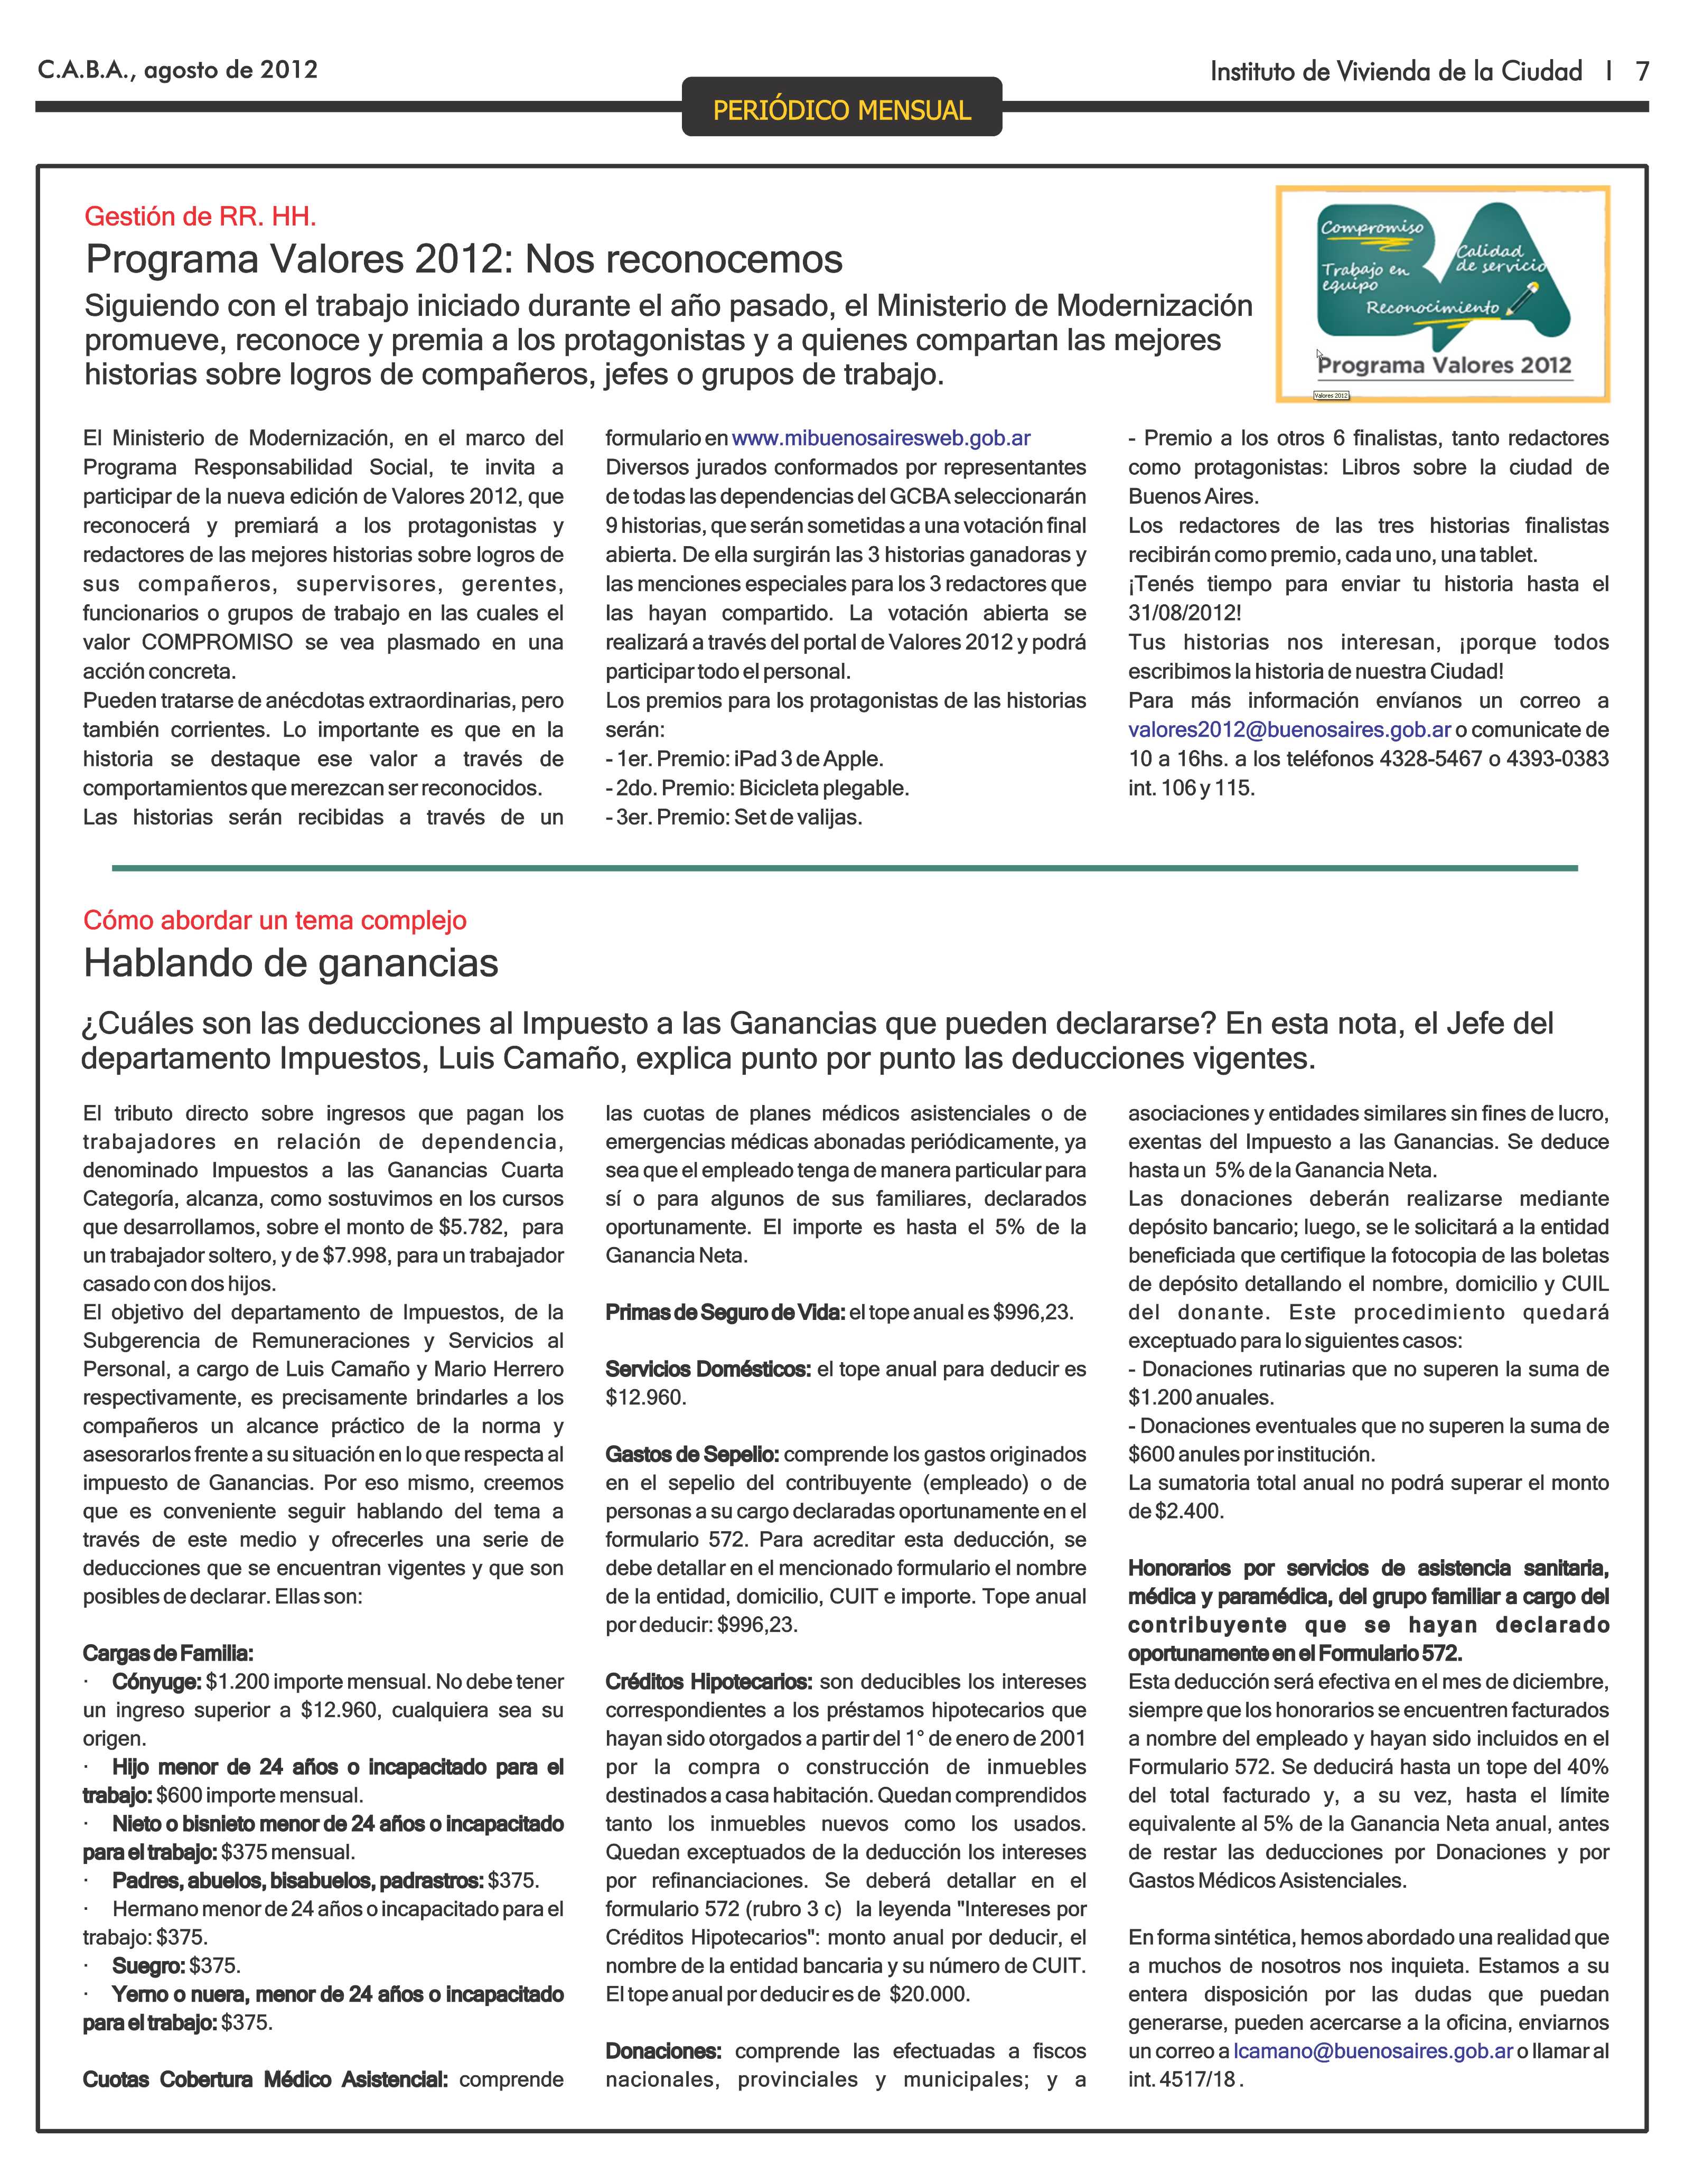 C.A.B.A., agosto de 2012
Instituto de Vivienda de la Ciudad I 7
PERIÓDICO MENSUAL
Gestión de RR. HH.
Programa Valores 2012: Nos reconocemos
Siguiendo con el trabajo iniciado durante el año pasado, el Ministerio de Modernización
promueve, reconoce y premia a los protagonistas y a quienes compartan las mejores
historias sobre logros de compañeros, jefes o grupos de trabajo.
Compromiso
Calidad
de servicio
Trabajo en
equipo
Reconocimiento
Programa Valores 2012
Valores 2012
El Ministerio de Modernización, en el marco del
Programa Responsabilidad Social, te invita a
participar de la nueva edición de Valores 2012, que
reconocerá y premiará a los protagonistas y
redactores de las mejores historias sobre logros de
sus compañeros, supervisores, gerentes,
funcionarios o grupos de trabajo en las cuales el
valor COMPROMISO se vea plasmado en una
acción concreta.
Pueden tratarse de anécdotas extraordinarias, pero
también corrientes. Lo importante es que en la
historia se destaque ese valor a través de
comportamientos que merezcan ser reconocidos.
Las historias serán recibidas a través de un
formulario en www.mibuenosairesweb.gob.ar
Diversos jurados conformados por representantes
de todas las dependencias del GCBA seleccionarán
9 historias, que serán sometidas a una votación final
abierta. De ella surgirán las 3 historias ganadoras y
las menciones especiales para los 3 redactores que
las hayan compartido. La votación abierta se
realizará a través del portal de Valores 2012 y podrá
participar todo el personal.
Los premios para los protagonistas de las historias
serán:
- 1er. Premio: iPad 3 de Apple.
- 2do. Premio: Bicicleta plegable.
- 3er. Premio: Set de valijas.
- Premio a los otros 6 finalistas, tanto redactores
como protagonistas: Libros sobre la ciudad de
Buenos Aires.
Los redactores de las tres historias finalistas
recibirán como premio, cada uno, una tablet.
¡Tenés tiempo para enviar tu historia hasta el
31/08/2012!
Tus historias nos interesan, ¡porque todos
escribimos la historia de nuestra Ciudad!
Para más información envíanos un correo a
valores2012@buenosaires.gob.ar o comunicate de
10 a 16hs. a los teléfonos 4328-5467 o 4393-0383
int. 106 y 115.
Cómo abordar un tema complejo
Hablando de ganancias
¿Cuáles son las deducciones al Impuesto a las Ganancias que pueden declararse? En esta nota, el Jefe del
departamento Impuestos, Luis Camaño, explica punto por punto las deducciones vigentes.
El tributo directo sobre ingresos que pagan los
trabajadores en relación de dependencia,
denominado Impuestos a las Ganancias Cuarta
Categoría, alcanza, como sostuvimos en los cursos
que desarrollamos, sobre el monto de $5.782, para
un trabajador soltero, y de $7.998, para un trabajador
casado con dos hijos.
El objetivo del departamento de Impuestos, de la
Subgerencia de Remuneraciones y Servicios al
Personal, a cargo de Luis Camaño y Mario Herrero
respectivamente, es precisamente brindarles a los
compañeros un alcance práctico de la norma y
asesorarlos frente a su situación en lo que respecta al
impuesto de Ganancias. Por eso mismo, creemos
que es conveniente seguir hablando del tema a
través de este medio y ofrecerles una serie de
deducciones que se encuentran vigentes y que son
posibles de declarar. Ellas son:
Cargas de Familia:
· Cónyuge: $1.200 importe mensual. No debe tener
un ingreso superior a $12.960, cualquiera sea su
origen.
· Hijo menor de 24 años o incapacitado para el
trabajo: $600 importe mensual.
· Nieto o bisnieto menor de 24 años o incapacitado
para el trabajo: $375 mensual.
· Padres, abuelos, bisabuelos, padrastros: $375.
· Hermano menor de 24 años o incapacitado para el
trabajo: $375.
· Suegro: $375.
· Yerno o nuera, menor de 24 años o incapacitado
para el trabajo: $375.
Cuotas Cobertura Médico Asistencial: comprende
las cuotas de planes médicos asistenciales o de
emergencias médicas abonadas periódicamente, ya
sea que el empleado tenga de manera particular para
sí o para algunos de sus familiares, declarados
oportunamente. El importe es hasta el 5% de la
Ganancia Neta.
Primas de Seguro de Vida: el tope anual es $996,23.
Servicios Domésticos: el tope anual para deducir es
$12.960.
Gastos de Sepelio: comprende los gastos originados
en el sepelio del contribuyente (empleado) o de
personas a su cargo declaradas oportunamente en el
formulario 572. Para acreditar esta deducción, se
debe detallar en el mencionado formulario el nombre
de la entidad, domicilio, CUIT e importe. Tope anual
por deducir: $996,23.
Créditos Hipotecarios: son deducibles los intereses
correspondientes a los préstamos hipotecarios que
hayan sido otorgados a partir del 1° de enero de 2001
por la compra o construcción de inmuebles
destinados a casa habitación. Quedan comprendidos
tanto los inmuebles nuevos como los usados.
Quedan exceptuados de la deducción los intereses
por refinanciaciones. Se deberá detallar en el
formulario 572 (rubro 3 c) la leyenda "Intereses por
Créditos Hipotecarios": monto anual por deducir, el
nombre de la entidad bancaria y su número de CUIT.
El tope anual por deducir es de $20.000.
Donaciones: comprende las efectuadas a fiscos
nacionales, provinciales y municipales; y a
asociaciones y entidades similares sin fines de lucro,
exentas del Impuesto a las Ganancias. Se deduce
hasta un 5% de la Ganancia Neta.
Las donaciones deberán realizarse mediante
depósito bancario; luego, se le solicitará a la entidad
beneficiada que certifique la fotocopia de las boletas
de depósito detallando el nombre, domicilio y CUIL
del donante. Este procedimiento quedará
exceptuado para lo siguientes casos:
- Donaciones rutinarias que no superen la suma de
$1.200 anuales.
- Donaciones eventuales que no superen la suma de
$600 anules por institución.
La sumatoria total anual no podrá superar el monto
de $2.400.
Honorarios por servicios de asistencia sanitaria,
médica y paramédica, del grupo familiar a cargo del
contribuyente que se hayan declarado
oportunamente en el Formulario 572.
Esta deducción será efectiva en el mes de diciembre,
siempre que los honorarios se encuentren facturados
a nombre del empleado y hayan sido incluidos en el
Formulario 572. Se deducirá hasta un tope del 40%
del total facturado y, a su vez, hasta el límite
equivalente al 5% de la Ganancia Neta anual, antes
de restar las deducciones por Donaciones y por
Gastos Médicos Asistenciales.
En forma sintética, hemos abordado una realidad que
a muchos de nosotros nos inquieta. Estamos a su
entera disposición por las dudas que puedan
generarse, pueden acercarse a la oficina, enviarnos
un correo a lcamano@buenosaires.gob.ar o llamar al
int. 4517/18 .